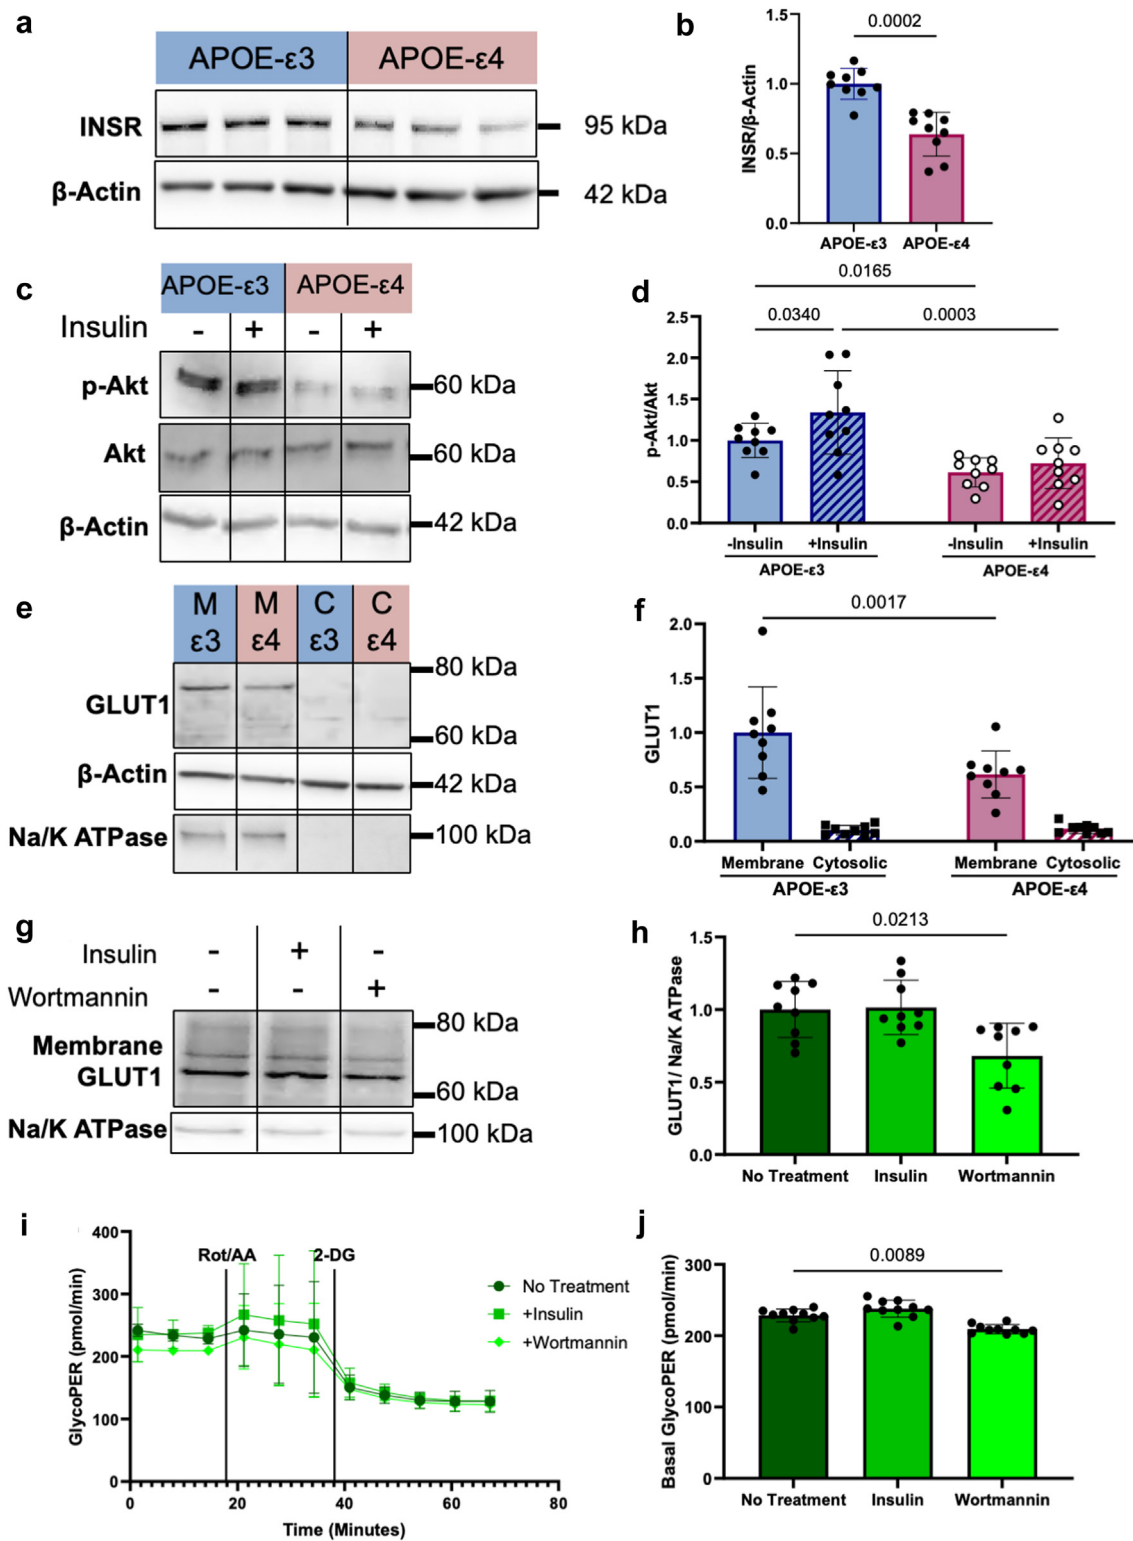 a
APOE-ε3 APOE-ε4
INSR 95 kDa
β-Actin 42 kDa
b
0.0002
INSR/β-Actin
1.5
1.0
0.5
0.0
APOE-ε3 APOE-ε4
c
APOE-ε3 APOE-ε4
Insulin - + - +
p-Akt 60 kDa
Akt 60 kDa
β-Actin 42 kDa
d
0.0165
0.0340 0.0003
p-Akt/Akt
2.5
2.0
1.5
1.0
0.5
0.0
-Insulin +Insulin -Insulin +Insulin
APOE-ε3 APOE-ε4
e
M M C C
ε3 ε4 ε3 ε4
80 kDa
GLUT1
60 kDa
β-Actin 42 kDa
Na/K ATPase 100 kDa
f
0.0017
GLUT1
2.0
1.5
1.0
0.5
0.0
Membrane Cytosolic Membrane Cytosolic
APOE-ε3 APOE-ε4
g
Insulin - + -
Wortmannin - - +
80 kDa
Membrane
GLUT1
60 kDa
Na/K ATPase 100 kDa
h
0.0213
GLUT1/ Na/K ATPase
1.5
1.0
0.5
0.0
No Treatment Insulin Wortmannin
i
GlycoPER (pmol/min)
400
300
200
100
0
Rot/AA 2-DG
No Treatment
+Insulin
+Wortmannin
0 20 40 60 80
Time (Minutes)
j
0.0089
Basal GlycoPER (pmol/min)
300
200
100
0
No Treatment Insulin Wortmannin